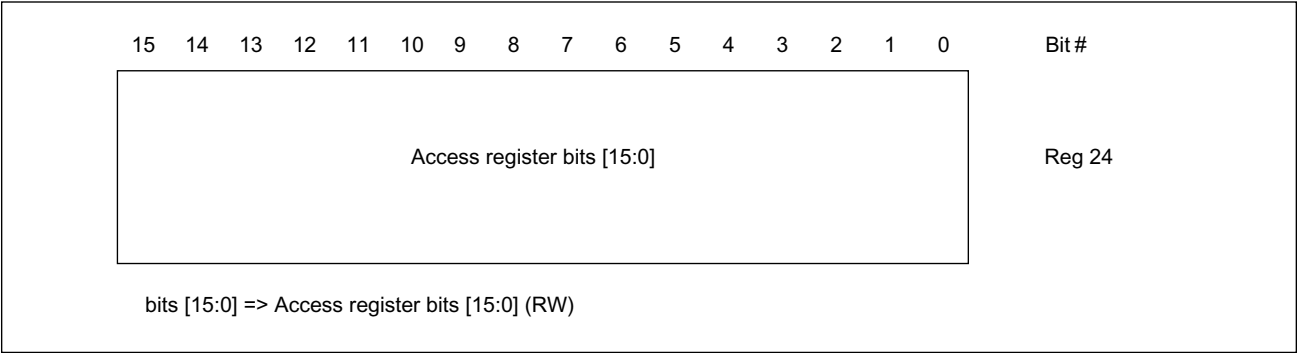 15 14 13 12 11 10 9 8 7 6 5 4 3 2 1 0 Bit #
Access register bits [15:0] Reg 24
bits [15:0] => Access register bits [15:0] (RW)